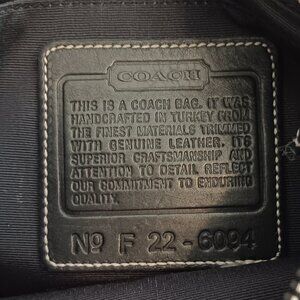 COACH
THIS IS A COACH BAG. IT WAS
HANDCRAFTED IN TURKEY FROM
THE FINEST MATERIALS TRIMMED
WITH GENUINE LEATHER. ITS
SUPERIOR CRAFTSMANSHIP AND
ATTENTION TO DETAIL REFLECT
OUR COMMITMENT TO ENDURING
QUALITY.
Nº F 22-6094